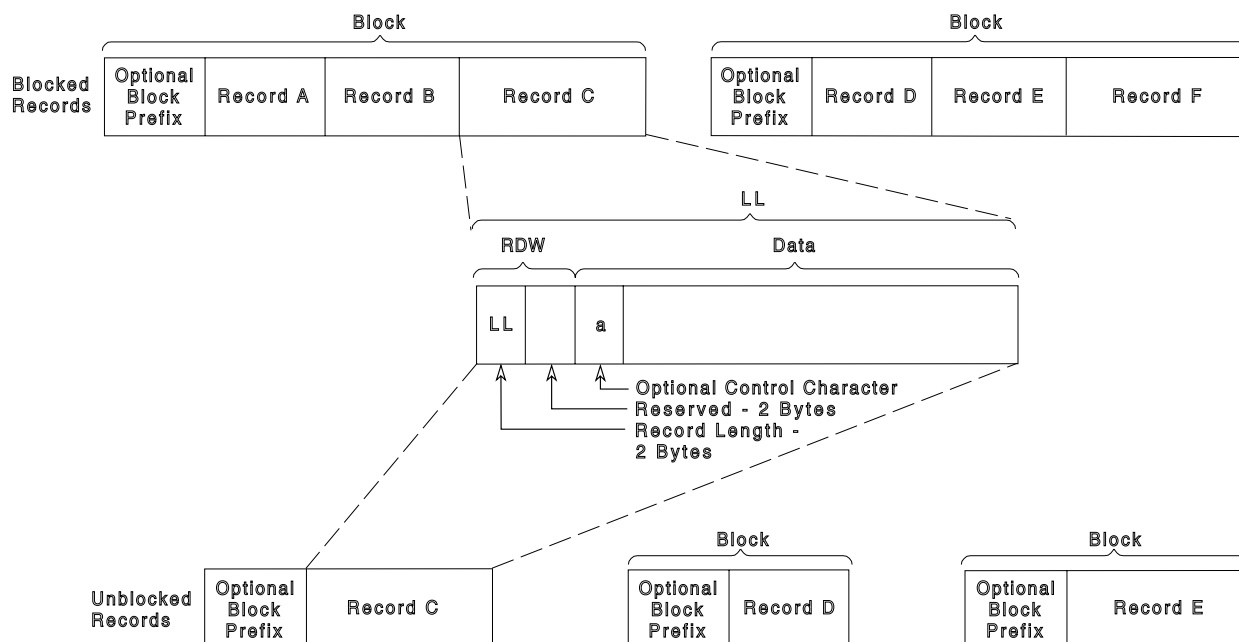 Block
Block
Blocked
Records
Optional
Block
Prefix
Record A
Record B
Record C
Optional
Block
Prefix
Record D
Record E
Record F
LL
RDW
Data
LL
a
Optional Control Character
Reserved - 2 Bytes
Record Length -
2 Bytes
Block
Block
Unblocked
Records
Optional
Block
Prefix
Record C
Optional
Block
Prefix
Record D
Optional
Block
Prefix
Record E